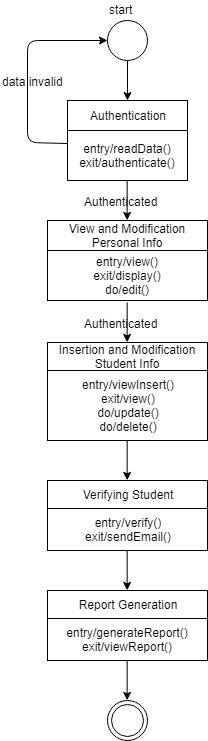 start
data invalid
Authentication
entry/readData()
exit/authenticate()
Authenticated
View and Modification
Personal Info
entry/view()
exit/display()
do/edit()
Authenticated
Insertion and Modification
Student Info
entry/viewInsert()
exit/view()
do/update()
do/delete()
Verifying Student
entry/verify()
exit/sendEmail()
Report Generation
entry/generateReport()
exit/viewReport()